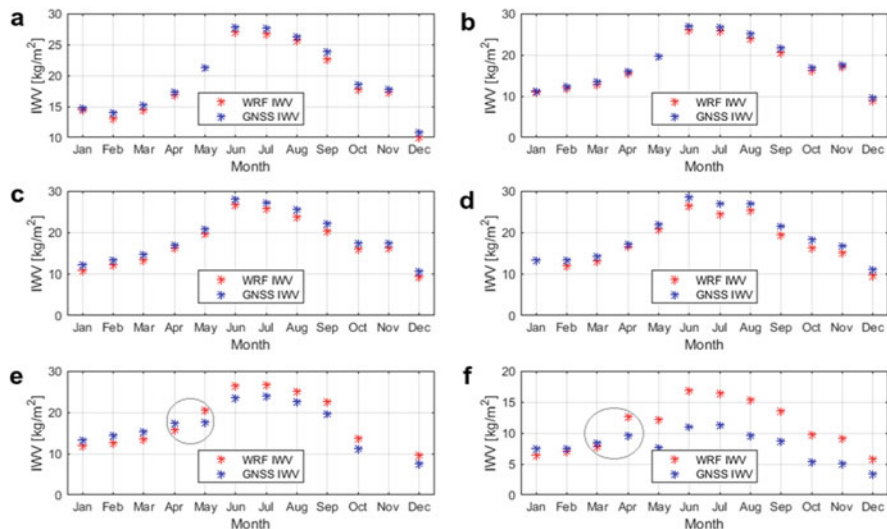 a
IWV [kg/m²]
30
25
20
15
10
WRF IWV
GNSS IWV
Jan Feb Mar Apr May Jun Jul Aug Sep Oct Nov Dec
Month
b
IWV [kg/m²]
30
20
10
0
WRF IWV
GNSS IWV
Jan Feb Mar Apr May Jun Jul Aug Sep Oct Nov Dec
Month
c
IWV [kg/m²]
30
20
10
0
WRF IWV
GNSS IWV
Jan Feb Mar Apr May Jun Jul Aug Sep Oct Nov Dec
Month
d
IWV [kg/m²]
30
20
10
0
WRF IWV
GNSS IWV
Jan Feb Mar Apr May Jun Jul Aug Sep Oct Nov Dec
Month
e
IWV [kg/m²]
30
20
10
0
WRF IWV
GNSS IWV
Jan Feb Mar Apr May Jun Jul Aug Sep Oct Nov Dec
Month
f
IWV [kg/m²]
20
15
10
5
0
WRF IWV
GNSS IWV
Jan Feb Mar Apr May Jun Jul Aug Sep Oct Nov Dec
Month